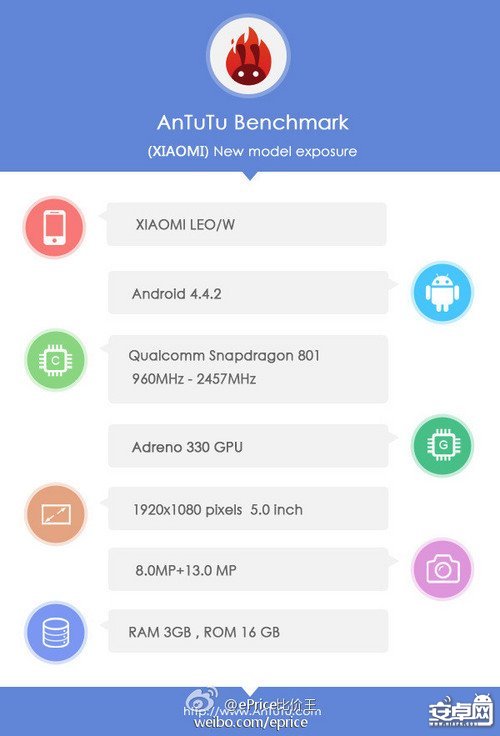 AnTuTu Benchmark
(XIAOMI) New model exposure
XIAOMI LEO/W
Android 4.4.2
C
Qualcomm Snapdragon 801
960MHz - 2457MHz
Adreno 330 GPU
G
1920x1080 pixels 5.0 inch
8.0MP+13.0 MP
RAM 3GB , ROM 16 GB
@ePrice比价王
http://www.AnTuTu.com
weibo.com/eprice
安卓网